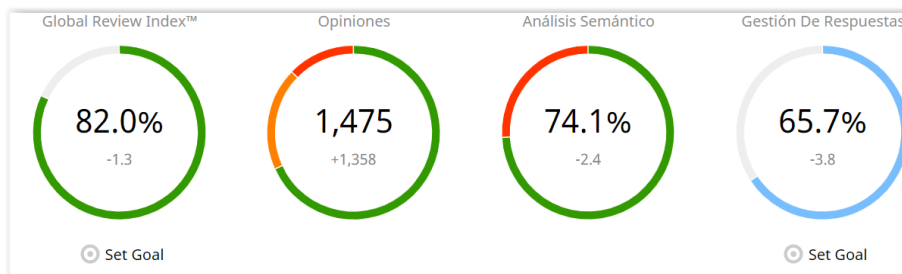 Global Review Index™
Opiniones
Análisis Semántico
Gestión De Respuestas
82.0%
1,475
74.1%
65.7%
-1.3
+1,358
-2.4
-3.8
Set Goal
Set Goal